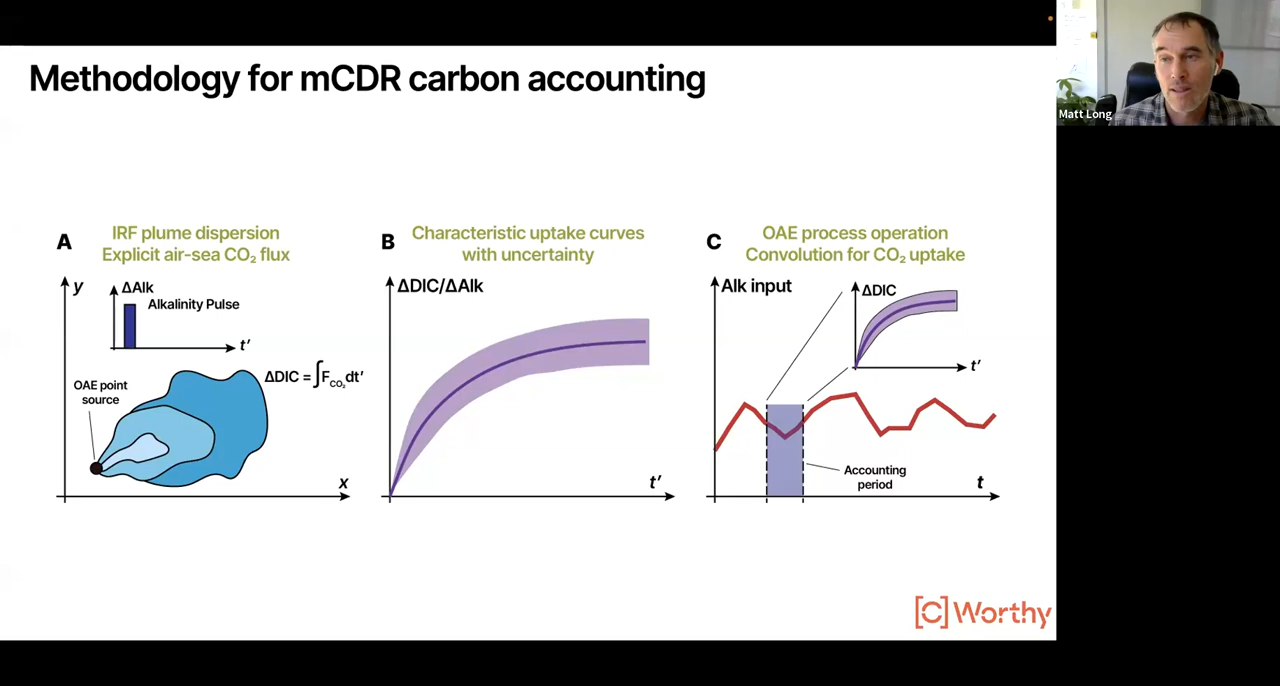 Methodology for mCDR carbon accounting
Matt Long
A
IRF plume dispersion
Explicit air-sea CO₂ flux
y
ΔAlk
Alkalinity Pulse
t′
OAE point
source
ΔDIC = ∫F_CO₂ dt′
x
B
Characteristic uptake curves
with uncertainty
ΔDIC/ΔAlk
t′
C
OAE process operation
Convolution for CO₂ uptake
Alk input
ΔDIC
t′
Accounting
period
t
[C]Worthy